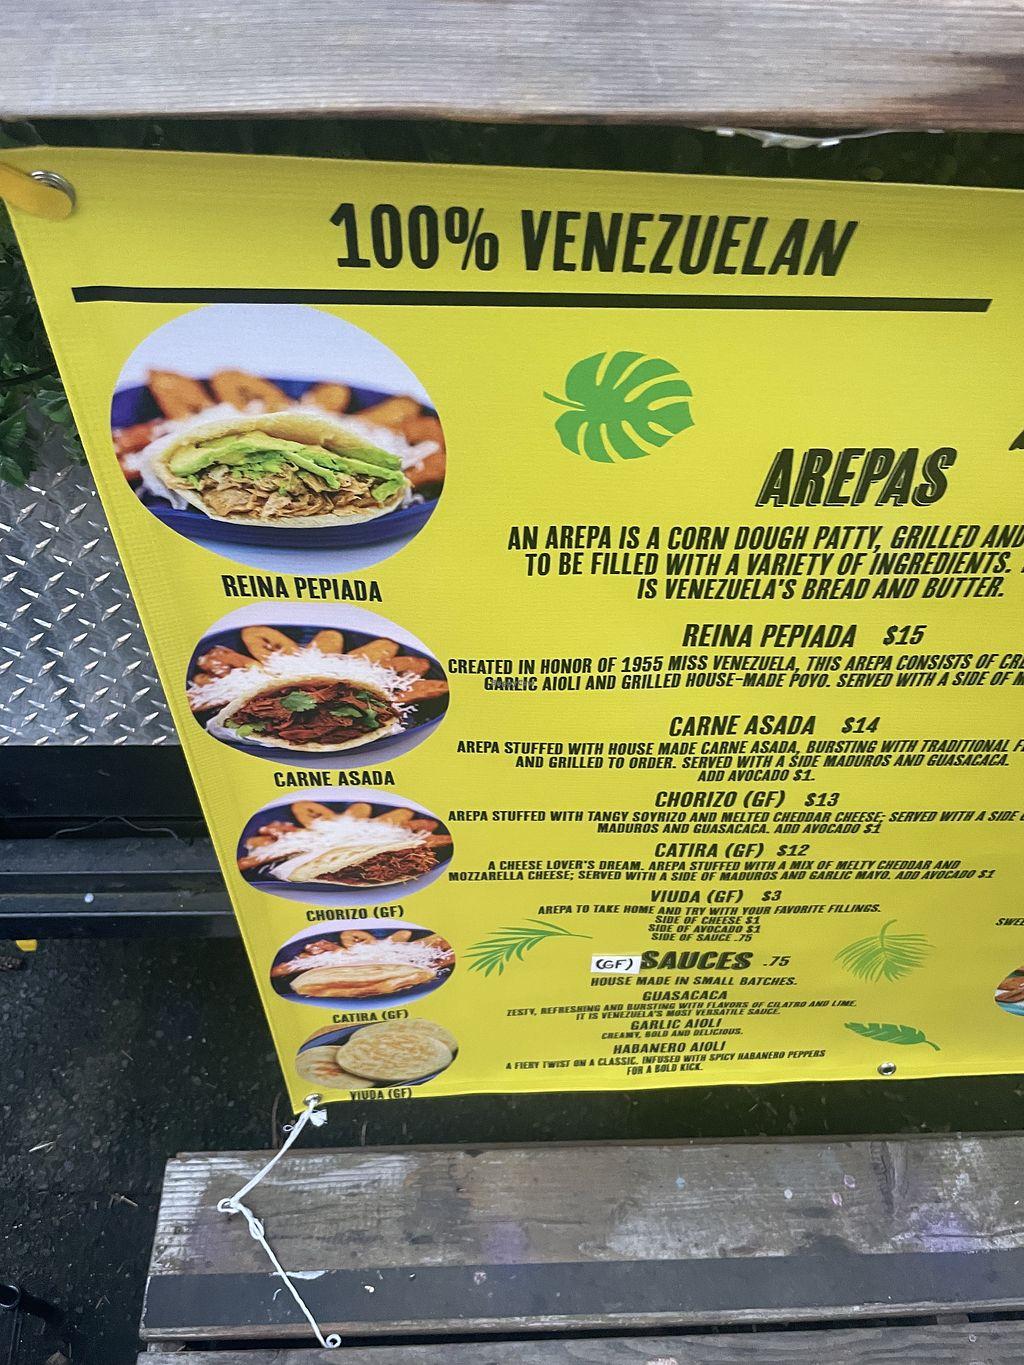 100% VENEZUELAN
REINA PEPIADA
CARNE ASADA
CHORIZO (GF)
CATIRA (GF)
VIUDA (GF)
AREPAS
AN AREPA IS A CORN DOUGH PATTY, GRILLED AND
TO BE FILLED WITH A VARIETY OF INGREDIENTS.
IS VENEZUELA'S BREAD AND BUTTER.
REINA PEPIADA $15
CREATED IN HONOR OF 1955 MISS VENEZUELA, THIS AREPA CONSISTS OF
GARLIC AIOLI AND GRILLED HOUSE-MADE POYO. SERVED WITH A SIDE OF
CARNE ASADA $14
AREPA STUFFED WITH HOUSE MADE CARNE ASADA, BURSTING WITH TRADITIONAL
AND GRILLED TO ORDER. SERVED WITH A SIDE MADUROS AND GUASACACA.
ADD AVOCADO $1.
CHORIZO (GF) $13
AREPA STUFFED WITH TANGY SOYRIZO AND MELTED CHEDDAR CHEESE; SERVED WITH A SIDE
MADUROS AND GUASACACA. ADD AVOCADO $1
CATIRA (GF) $12
A CHEESE LOVER'S DREAM. AREPA STUFFED WITH A MIX OF MELTY CHEDDAR AND
MOZZARELLA CHEESE; SERVED WITH A SIDE OF MADUROS AND GARLIC MAYO. ADD AVOCADO $1
VIUDA (GF) $3
AREPA TO TAKE HOME AND TRY WITH YOUR FAVORITE FILLINGS.
SIDE OF CHEESE $1
SIDE OF AVOCADO $1
SIDE OF SAUCE .75
(GF) SAUCES .75
HOUSE MADE IN SMALL BATCHES.
GUASACACA
ZESTY, REFRESHING AND BURSTING WITH FLAVORS OF CILATRO AND LIME.
IT IS VENEZUELA'S MOST VERSATILE SAUCE.
GARLIC AIOLI
CREAMY, BOLD AND DELICIOUS.
HABANERO AIOLI
A FIERY TWIST ON A CLASSIC. INFUSED WITH SPICY HABANERO PEPPERS
FOR A BOLD KICK.